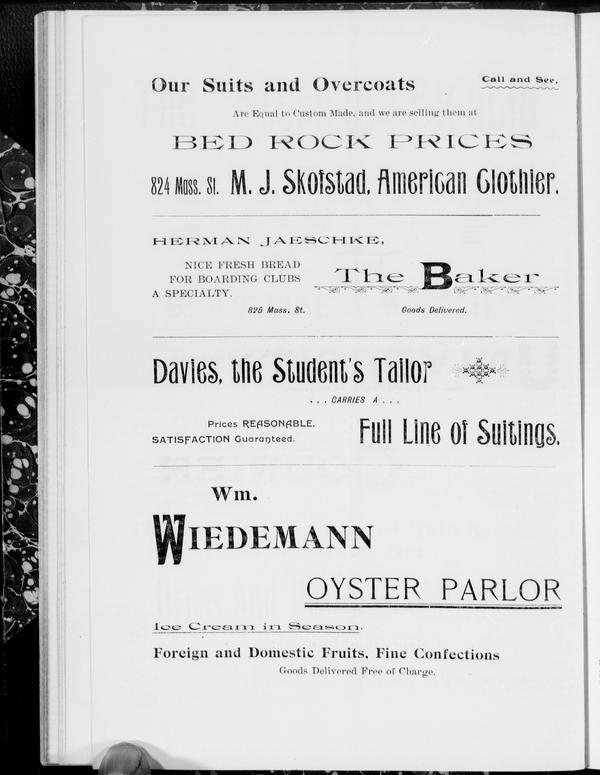 Our Suits and Overcoats Call and See.
Are Equal to Custom Made, and we are selling them at
BED ROCK PRICES
824 Mass. St. M. J. Skofstad, American Clothier.
HERMAN JAESCHKE,
NICE FRESH BREAD
FOR BOARDING CLUBS
A SPECIALTY.
The Baker
825 Mass. St. Goods Delivered.
Davies, the Student's Tailor
... CARRIES A ...
Prices REASONABLE.
SATISFACTION Guaranteed.
Full Line of Suitings.
Wm.
WIEDEMANN
OYSTER PARLOR
Ice Cream in Season.
Foreign and Domestic Fruits, Fine Confections
Goods Delivered Free of Charge.